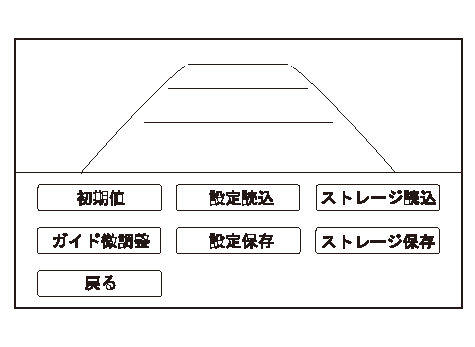 初期値
設定読込
ストレージ読込
ガイド微調整
設定保存
ストレージ保存
戻る